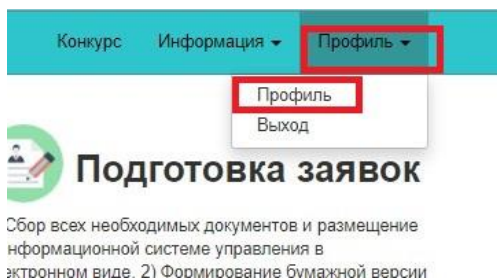 Конкурс Информация Профиль
Профиль
Выход
Подготовка заявок
Сбор всех необходимых документов и размещение
нформационной системе управления в
ектронном виде. 2) Формирование бумажной версии